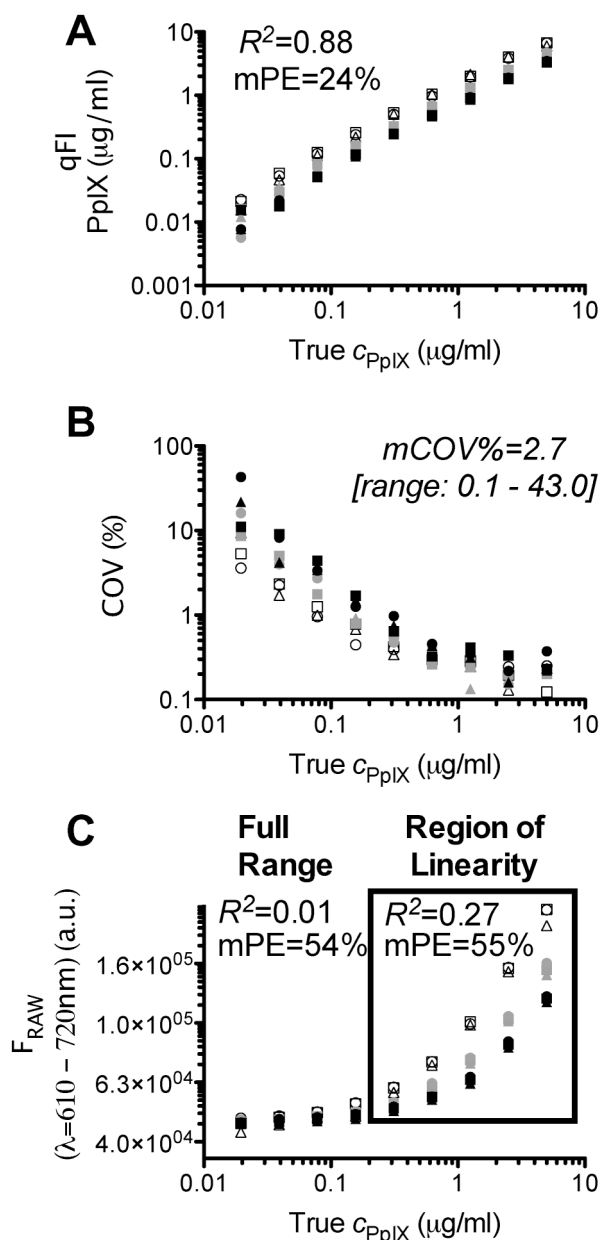 A
R²=0.88
mPE=24%
qFI
PpIX (μg/ml)
10
1
0.1
0.01
0.001
0.01
0.1
1
10
True cPpIX (μg/ml)
B
mCOV%=2.7
[range: 0.1 - 43.0]
COV (%)
100
10
1
0.1
0.01
0.1
1
10
True cPpIX (μg/ml)
C
Full
Range
Region of
Linearity
R²=0.01
mPE=54%
R²=0.27
mPE=55%
FRAW
(λ=610 – 720nm) (a.u.)
1.6×10⁰⁵
1.0×10⁰⁵
6.3×10⁰⁴
4.0×10⁰⁴
0.01
0.1
1
10
True cPpIX (μg/ml)